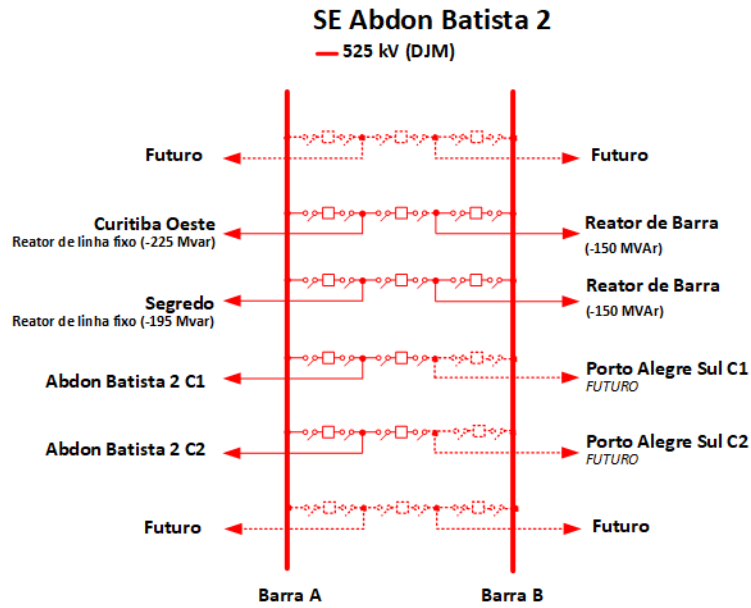 SE Abdon Batista 2
525 kV (DJM)
Futuro
Futuro
Curitiba Oeste
Reator de linha fixo (-225 Mvar)
Reator de Barra
(-150 MVAr)
Segredo
Reator de linha fixo (-195 Mvar)
Reator de Barra
(-150 MVAr)
Abdon Batista 2 C1
Porto Alegre Sul C1
FUTURO
Abdon Batista 2 C2
Porto Alegre Sul C2
FUTURO
Futuro
Futuro
Barra A
Barra B